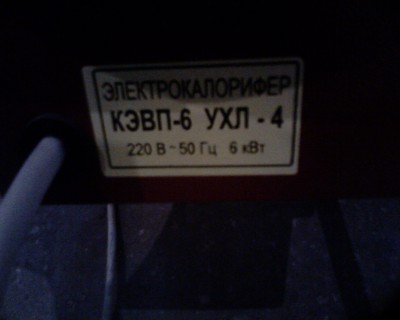 ЭЛЕКТРОКАЛОРИФЕР
КЭВП-6 УХЛ - 4
220 В ~ 50 Гц 6 кВт